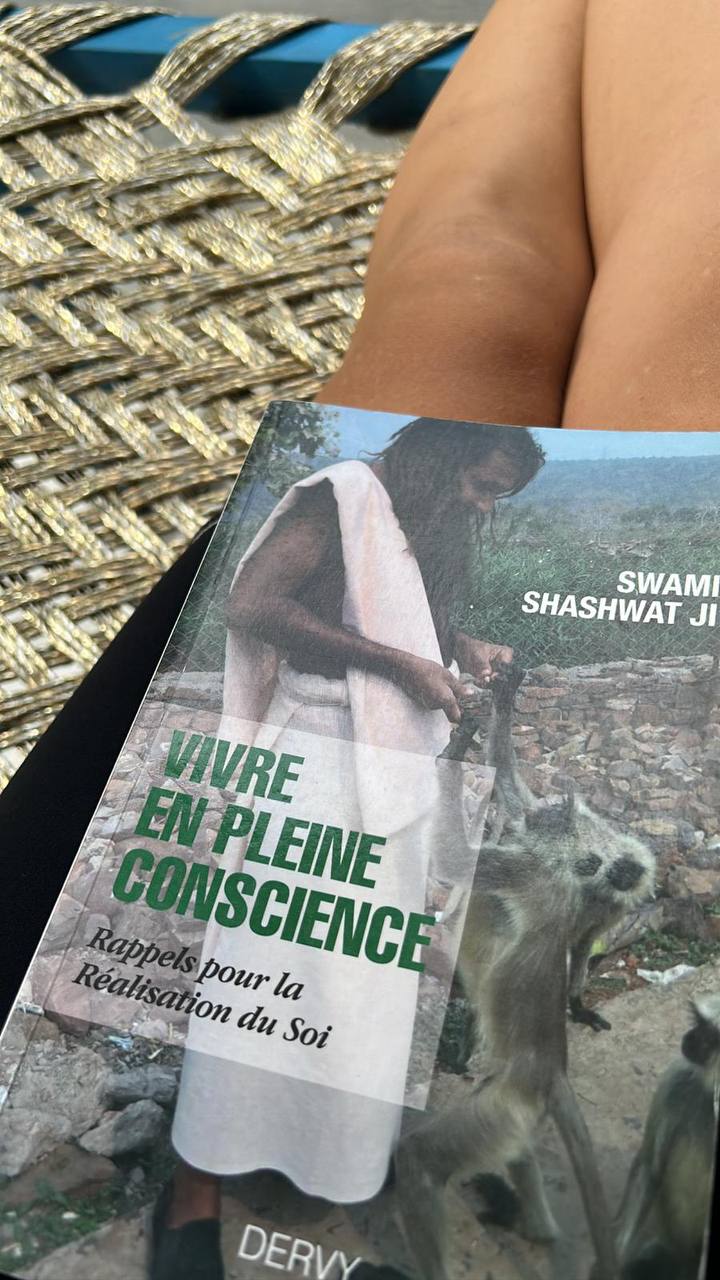 SWAMI
SHASHWAT JI
VIVRE
EN PLEINE
CONSCIENCE
Rappels pour la
Réalisation du Soi
DERVY